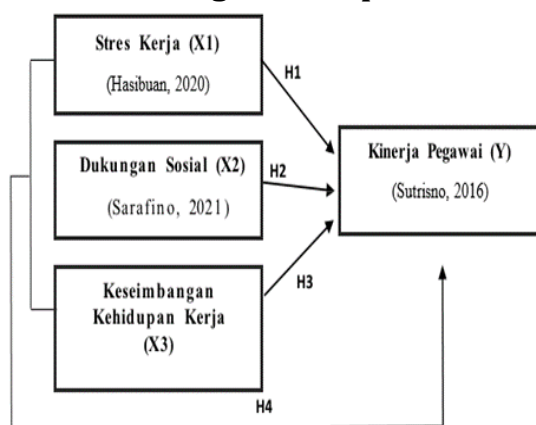 Stres Kerja (X1)
(Hasibuan, 2020)
H1
Dukungan Sosial (X2)
(Sarafino, 2021)
H2
Kinerja Pegawai (Y)
(Sutrisno, 2016)
Keseimbangan
Kehidupan Kerja
(X3)
H3
H4